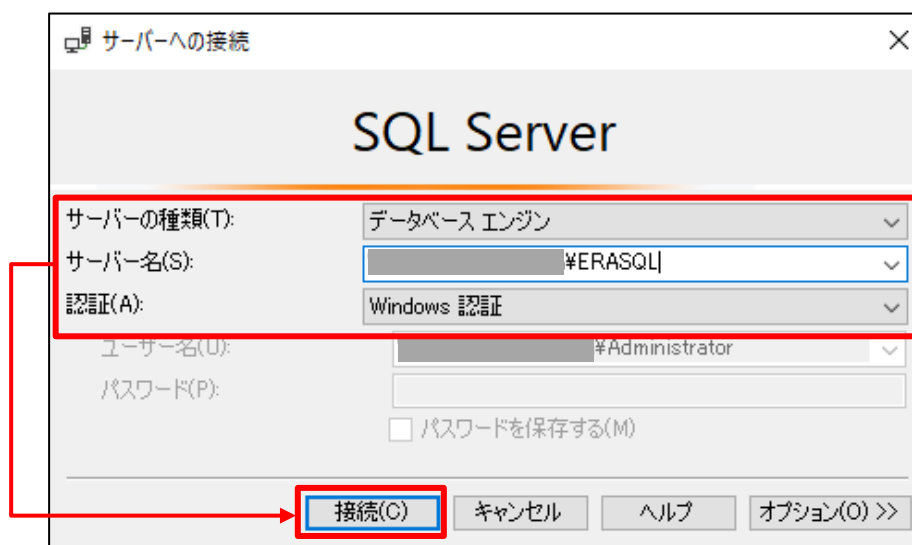 サーバーへの接続
SQL Server
サーバーの種類(T): データベース エンジン
サーバー名(S): ¥ERASQL
認証(A): Windows 認証
ユーザー名(U): ¥Administrator
パスワード(P):
パスワードを保存する(M)
接続(C) キャンセル ヘルプ オプション(O) >>